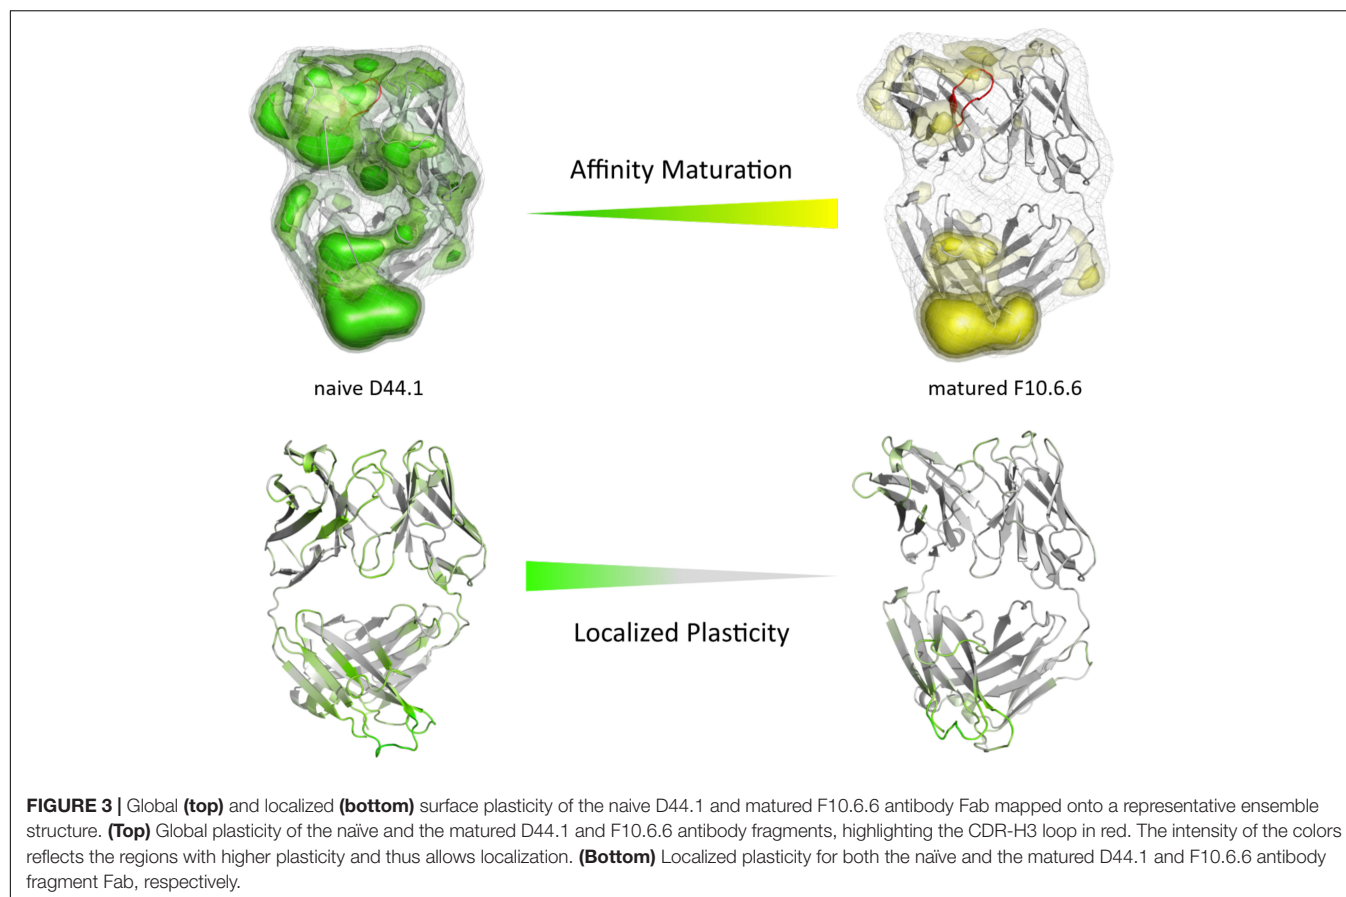 Affinity Maturation
naive D44.1
matured F10.6.6
Localized Plasticity
FIGURE 3 | Global (top) and localized (bottom) surface plasticity of the naive D44.1 and matured F10.6.6 antibody Fab mapped onto a representative ensemble
structure. (Top) Global plasticity of the naïve and the matured D44.1 and F10.6.6 antibody fragments, highlighting the CDR-H3 loop in red. The intensity of the colors
reflects the regions with higher plasticity and thus allows localization. (Bottom) Localized plasticity for both the naïve and the matured D44.1 and F10.6.6 antibody
fragment Fab, respectively.